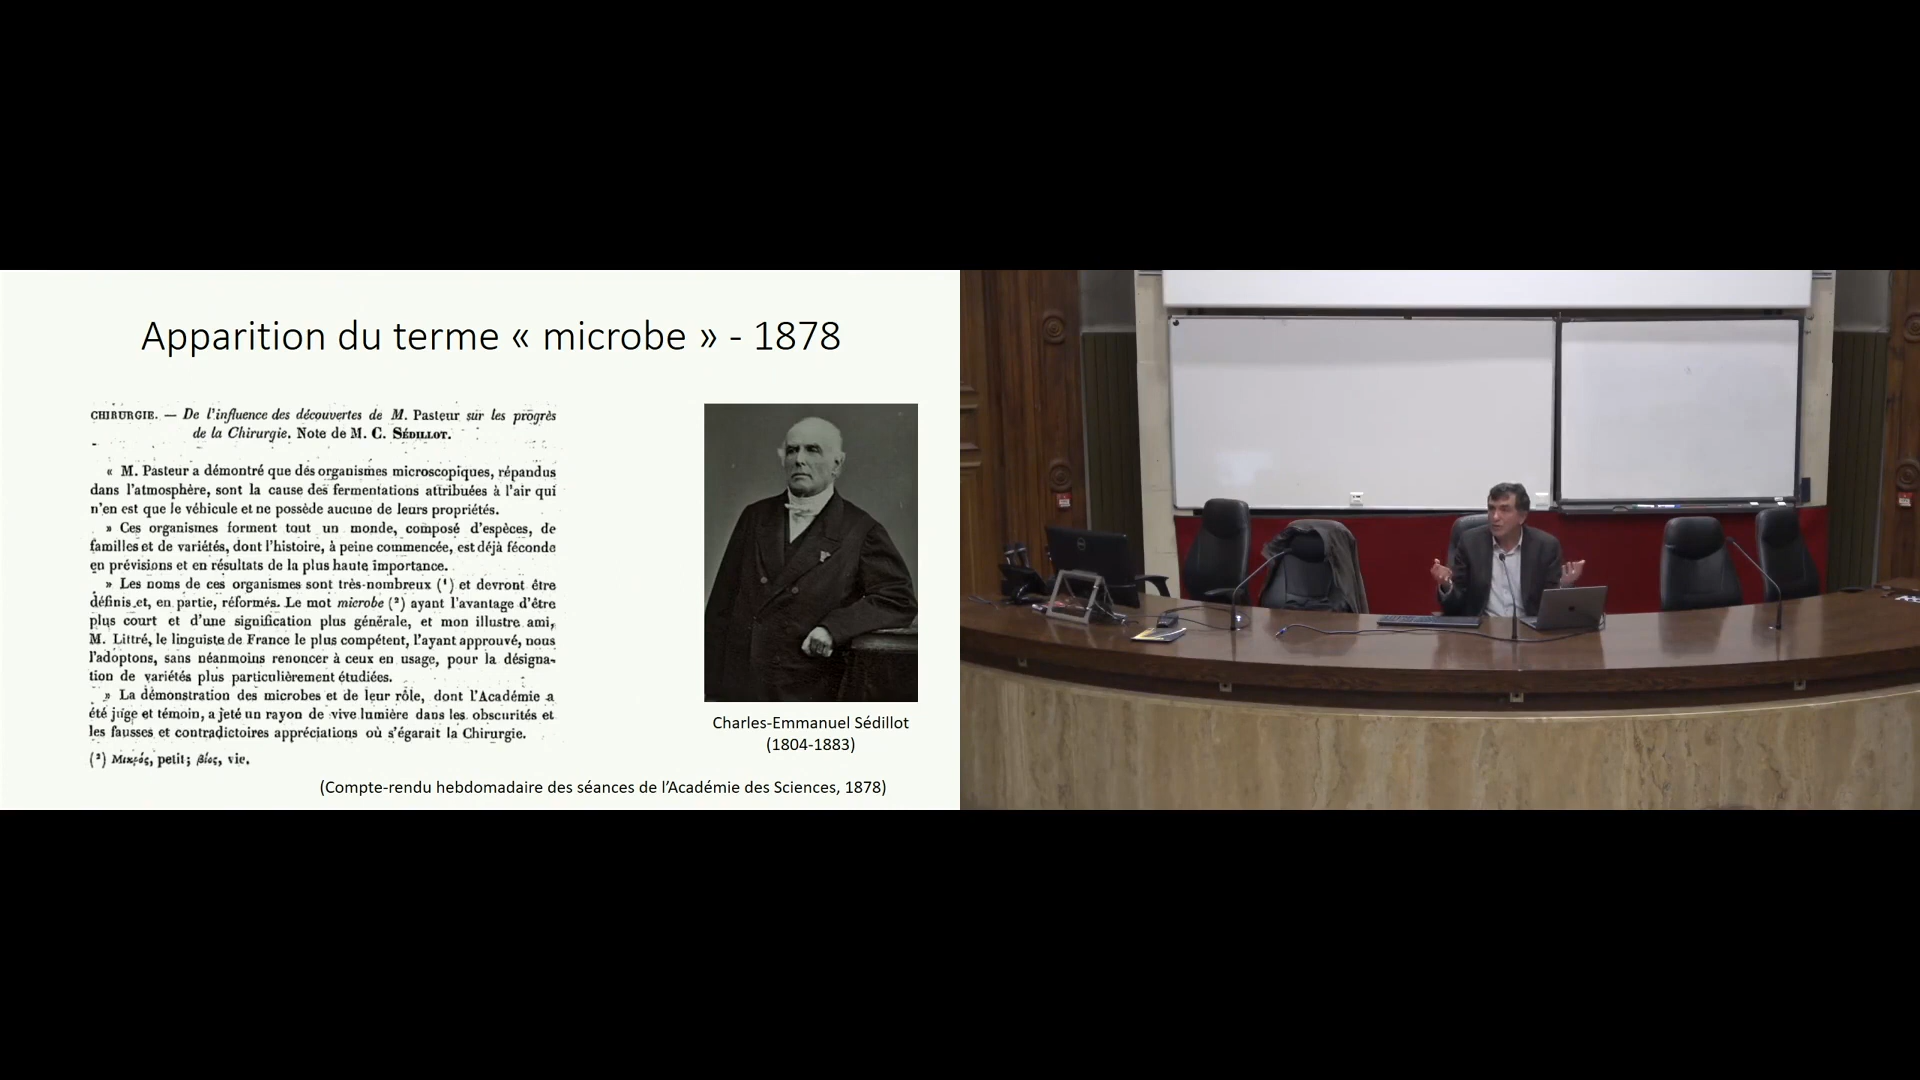 Apparition du terme « microbe » - 1878
CHIRURGIE. — De l'influence des découvertes de M. Pasteur sur les progrès
de la Chirurgie. Note de M. C. SÉDILLOT.
« M. Pasteur a démontré que des organismes microscopiques, répandus
dans l'atmosphère, sont la cause des fermentations attribuées à l'air qui
n'en est que le véhicule et ne possède aucune de leurs propriétés.
» Ces organismes forment tout un monde, composé d'espèces, de
familles et de variétés, dont l'histoire, à peine commencée, est déjà féconde
en prévisions et en résultats de la plus haute importance.
» Les noms de ces organismes sont très-nombreux (¹) et devront être
définis et, en partie, réformés. Le mot microbe (²) ayant l'avantage d'être
plus court et d'une signification plus générale, et mon illustre ami,
M. Littré, le linguiste de France le plus compétent, l'ayant approuvé, nous
l'adoptons, sans néanmoins renoncer à ceux en usage, pour la désigna-
tion de variétés plus particulièrement étudiées.
» La démonstration des microbes et de leur rôle, dont l'Académie a
été juge et témoin, a jeté un rayon de vive lumière dans les obscurités et
les fausses et contradictoires appréciations où s'égarait la Chirurgie.
(²) Μικρός, petit; βίος, vie.
Charles-Emmanuel Sédillot
(1804-1883)
(Compte-rendu hebdomadaire des séances de l'Académie des Sciences, 1878)